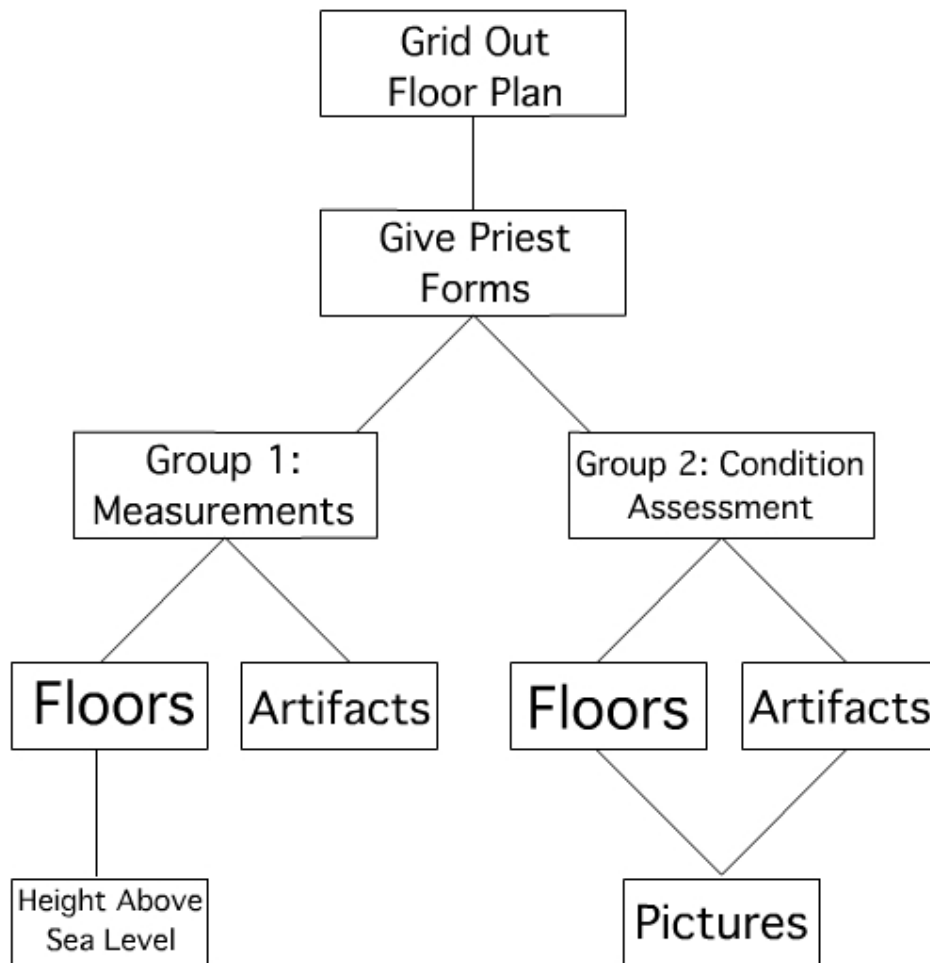 Grid Out
Floor Plan
Give Priest
Forms
Group 1:
Measurements
Group 2: Condition
Assessment
Floors
Artifacts
Floors
Artifacts
Height Above
Sea Level
Pictures